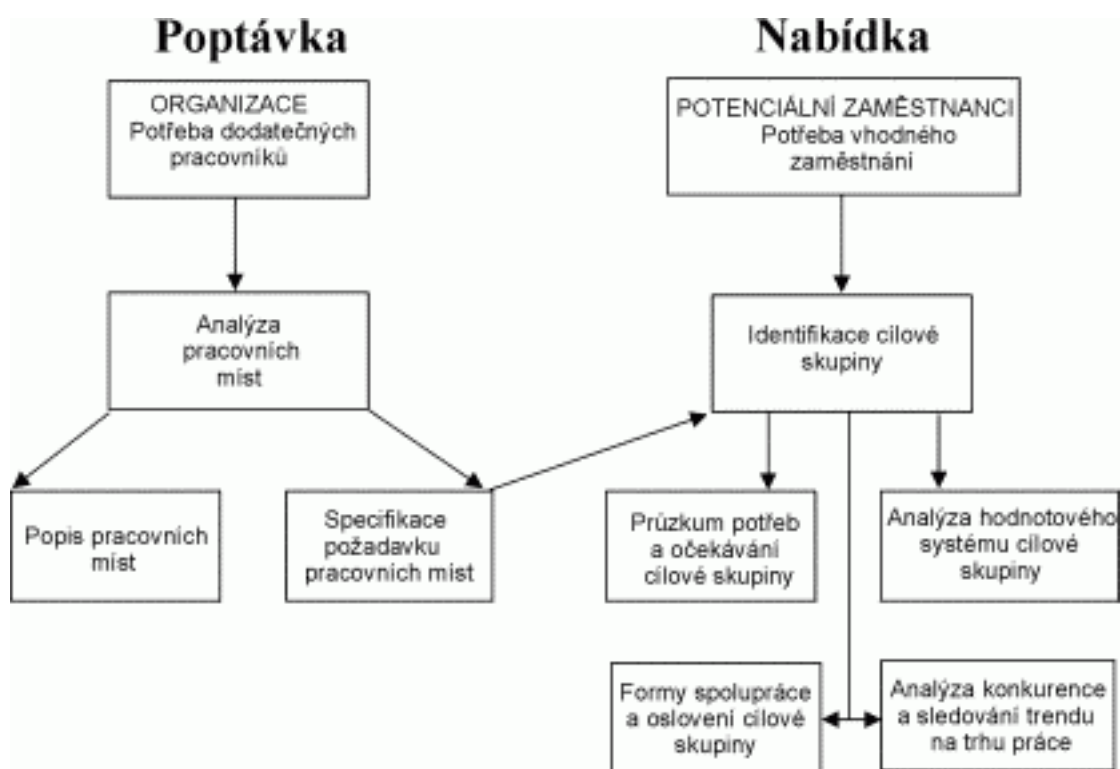 Poptávka
Nabídka
ORGANIZACE
Potřeba dodatečných
pracovníků
POTENCIÁLNÍ ZAMĚSTNANCI
Potřeba vhodného
zaměstnání
Analýza
pracovních
míst
Identifikace cílové
skupiny
Popis pracovních
míst
Specifikace
požadavku
pracovních míst
Průzkum potřeb
a očekávání
cílové skupiny
Analýza hodnotového
systému cílové
skupiny
Formy spolupráce
a oslovení cílové
skupiny
Analýza konkurence
a sledování trendu
na trhu práce